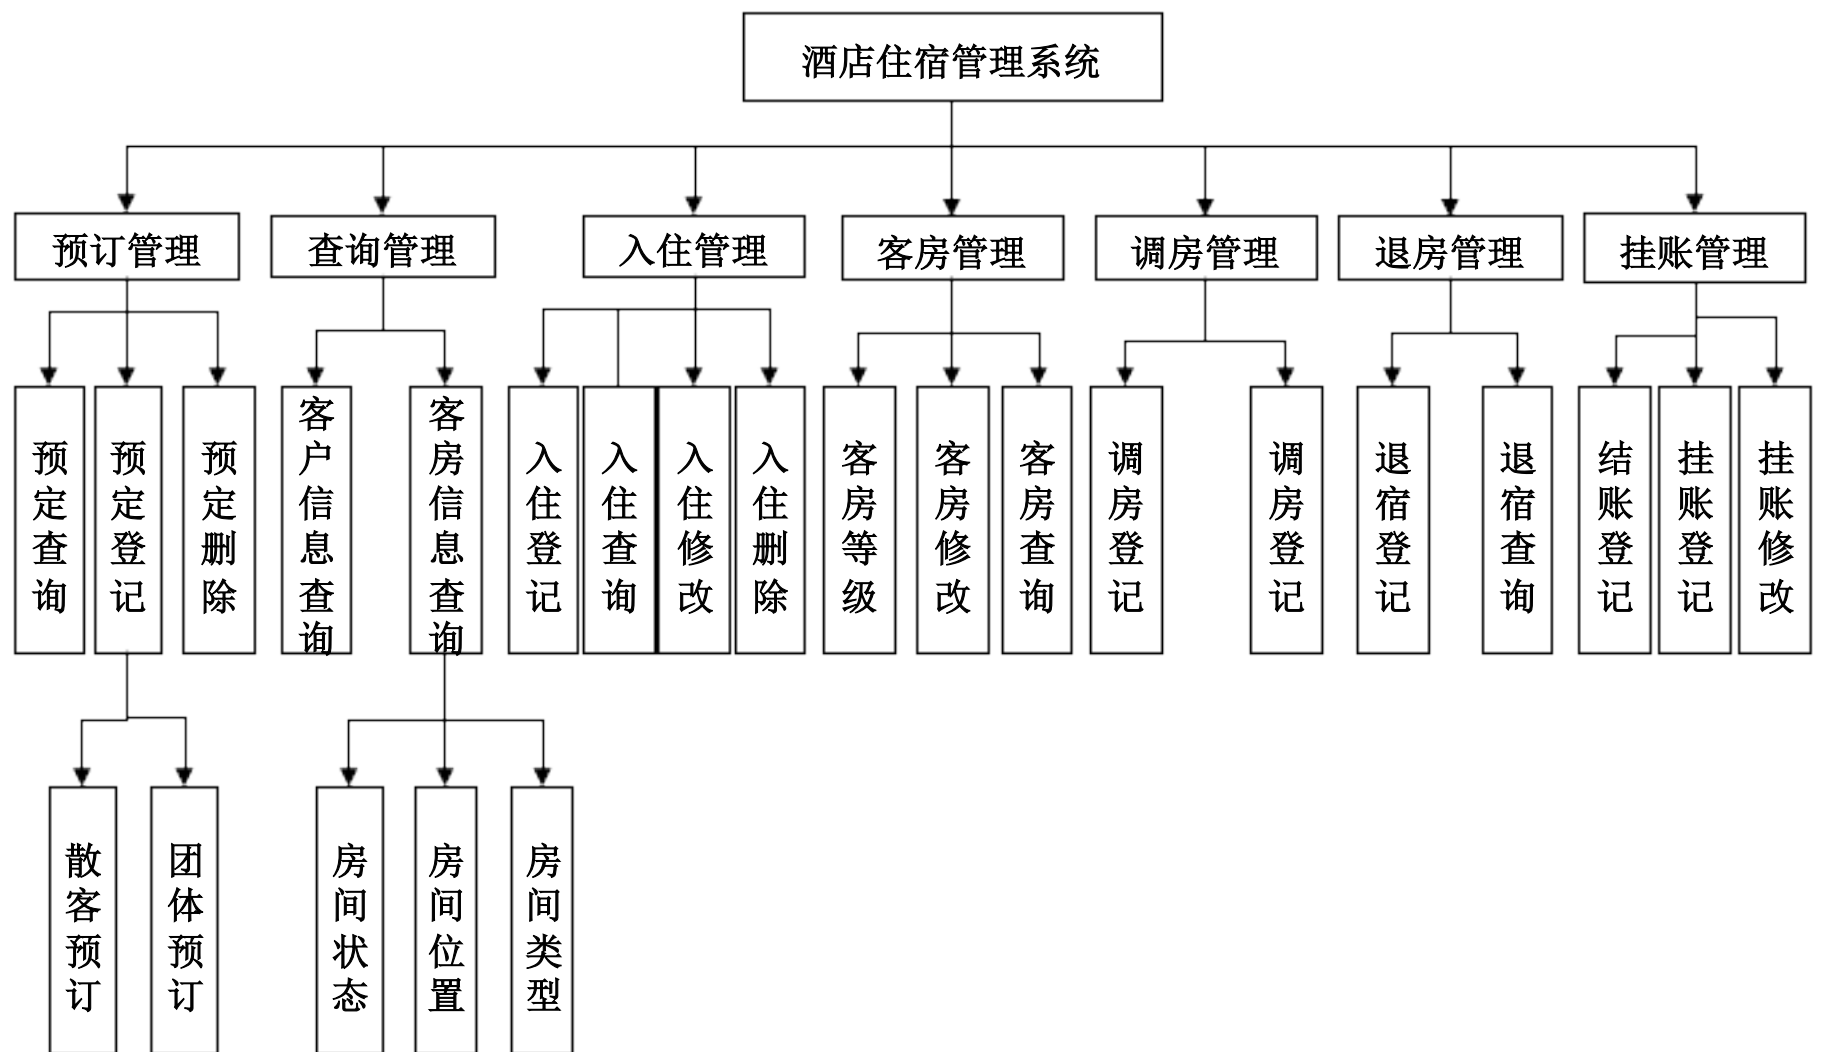 酒店住宿管理系统
预订管理
查询管理
入住管理
客房管理
调房管理
退房管理
挂账管理
预定查询
预定登记
预定删除
客户信息查询
客房信息查询
入住登记
入住查询
入住修改
入住删除
客房等级
客房修改
客房查询
调房登记
调房登记
退宿登记
退宿查询
结账登记
挂账登记
挂账修改
散客预订
团体预订
房间状态
房间位置
房间类型